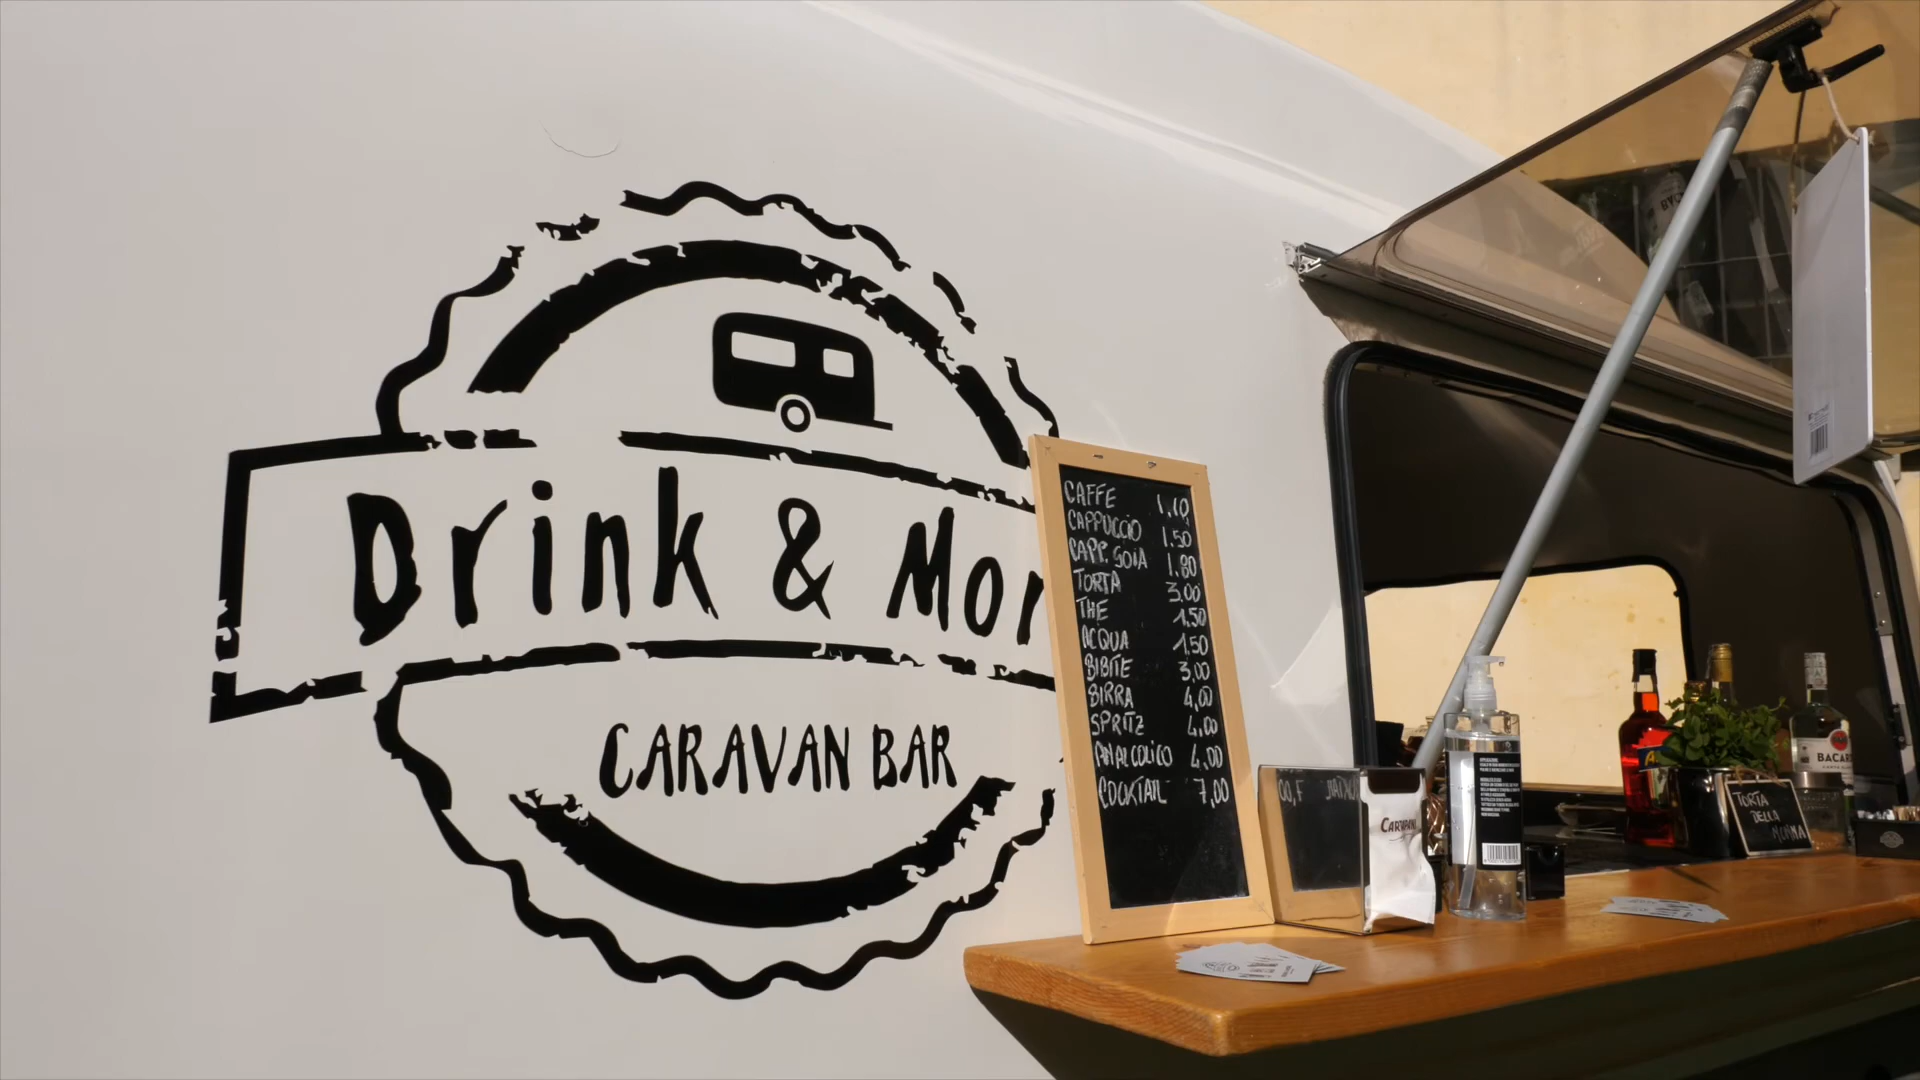 Drink & Mor
CARAVAN BAR
CAFFE 1,10
CAPPUCCIO 1.50
CAPP. SOIA 1,80
TORTA 3.00
THE 1.50
ACQUA 1,50
BIBITE 3,00
BIRRA 4,00
SPRITZ 4,00
ANALCOLICO 4,00
COCKTAIL 7,00
TORTA
DELLA
NONNA
BACAR